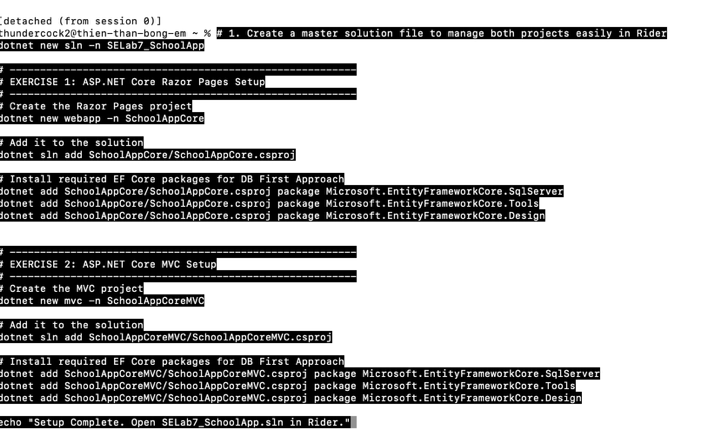 [detached (from session 0)]
thundercock2@thien-than-bong-em ~ % # 1. Create a master solution file to manage both projects easily in Rider
dotnet new sln -n SELab7_SchoolApp
# --------------------------------------------------------
# EXERCISE 1: ASP.NET Core Razor Pages Setup
# --------------------------------------------------------
# Create the Razor Pages project
dotnet new webapp -n SchoolAppCore
# Add it to the solution
dotnet sln add SchoolAppCore/SchoolAppCore.csproj
# Install required EF Core packages for DB First Approach
dotnet add SchoolAppCore/SchoolAppCore.csproj package Microsoft.EntityFrameworkCore.SqlServer
dotnet add SchoolAppCore/SchoolAppCore.csproj package Microsoft.EntityFrameworkCore.Tools
dotnet add SchoolAppCore/SchoolAppCore.csproj package Microsoft.EntityFrameworkCore.Design
# --------------------------------------------------------
# EXERCISE 2: ASP.NET Core MVC Setup
# --------------------------------------------------------
# Create the MVC project
dotnet new mvc -n SchoolAppCoreMVC
# Add it to the solution
dotnet sln add SchoolAppCoreMVC/SchoolAppCoreMVC.csproj
# Install required EF Core packages for DB First Approach
dotnet add SchoolAppCoreMVC/SchoolAppCoreMVC.csproj package Microsoft.EntityFrameworkCore.SqlServer
dotnet add SchoolAppCoreMVC/SchoolAppCoreMVC.csproj package Microsoft.EntityFrameworkCore.Tools
dotnet add SchoolAppCoreMVC/SchoolAppCoreMVC.csproj package Microsoft.EntityFrameworkCore.Design
echo "Setup Complete. Open SELab7_SchoolApp.sln in Rider."